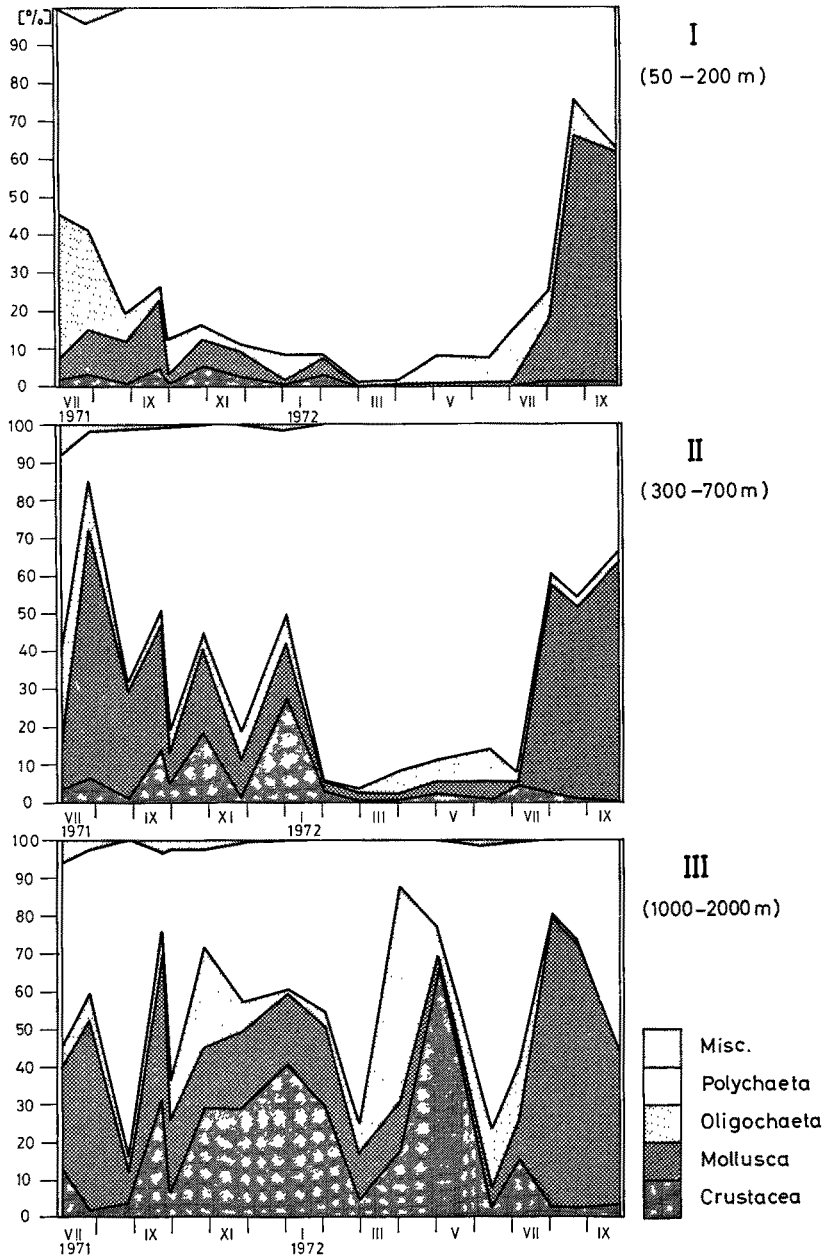 [%]
90
80
70
60
50
40
30
20
10
0
VII IX XI I III V VII IX
1971 1972
I
(50–200 m)
100
90
80
70
60
50
40
30
20
10
0
VII IX XI I III V VII IX
1971 1972
II
(300–700 m)
100
90
80
70
60
50
40
30
20
10
0
VII IX XI I III V VII IX
1971 1972
III
(1000–2000 m)
Misc.
Polychaeta
Oligochaeta
Mollusca
Crustacea